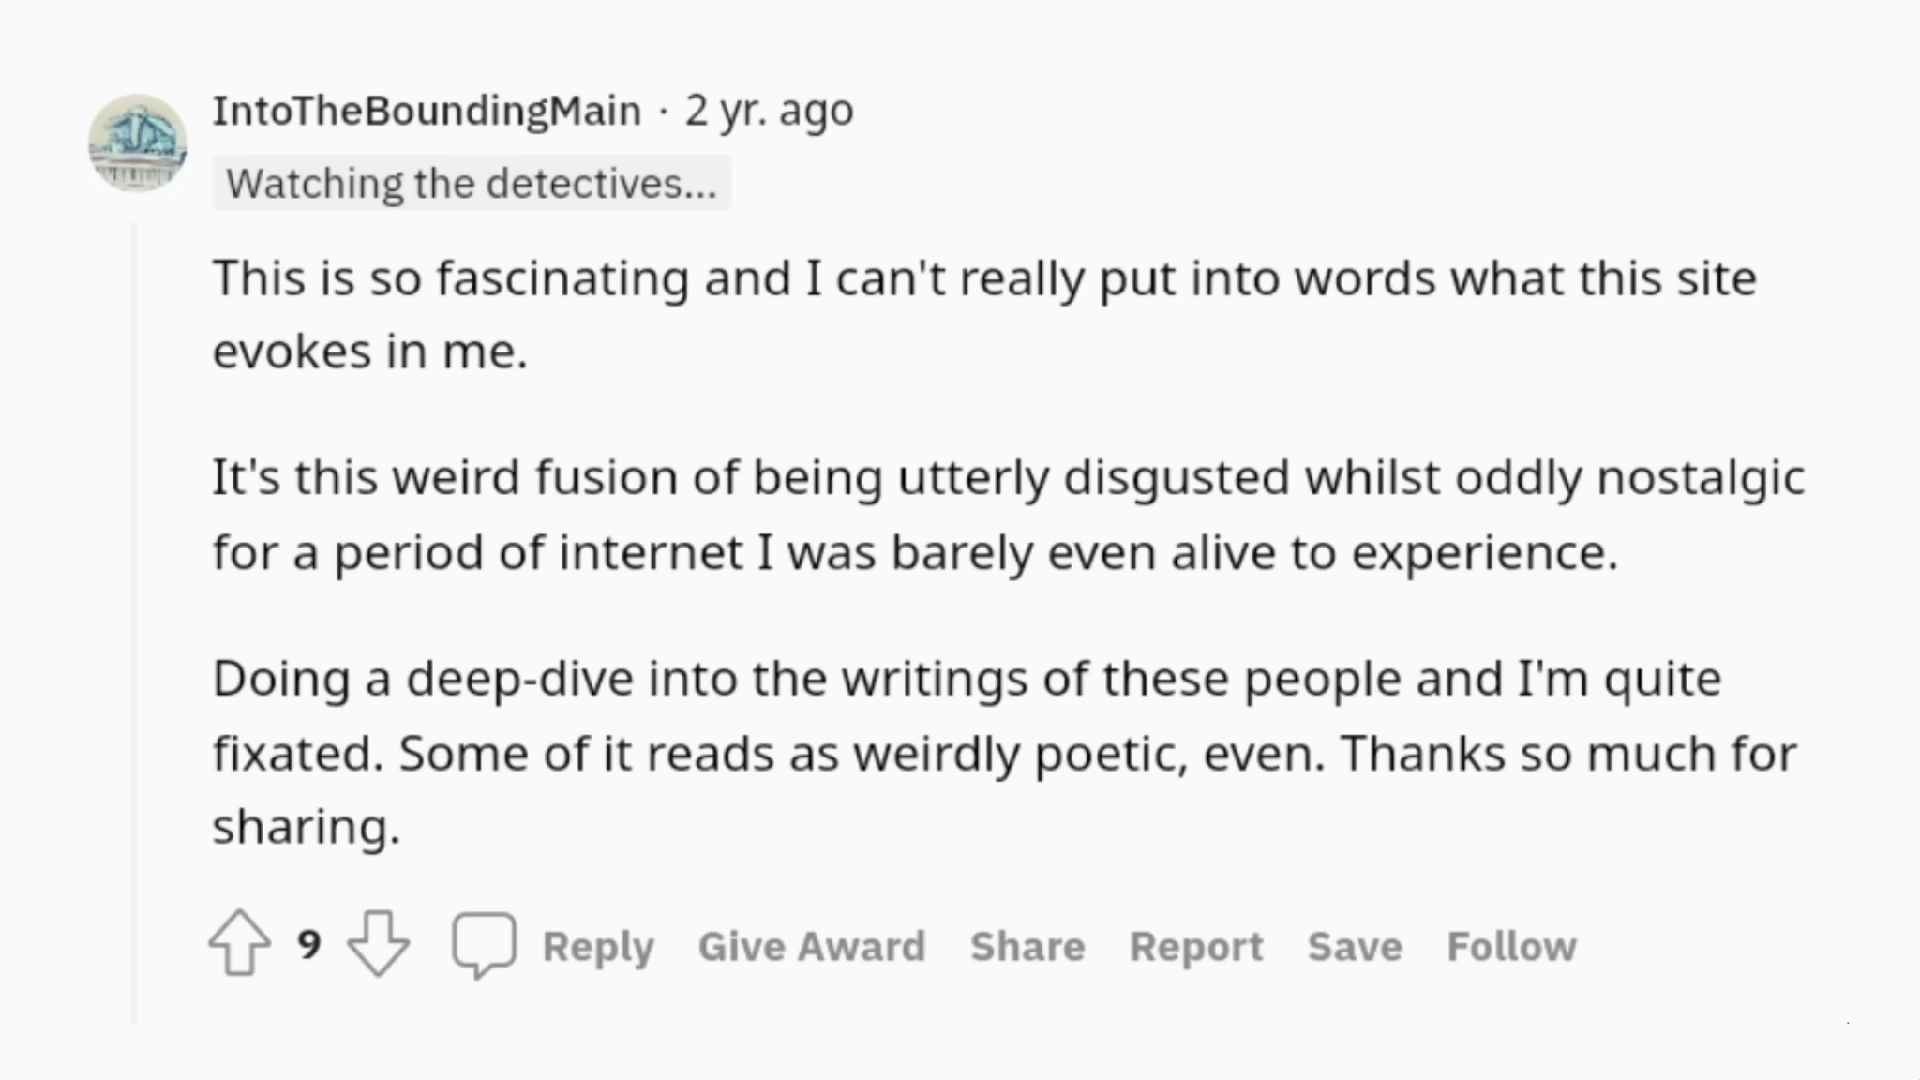 IntoTheBoundingMain · 2 yr. ago
Watching the detectives...
This is so fascinating and I can't really put into words what this site
evokes in me.
It's this weird fusion of being utterly disgusted whilst oddly nostalgic
for a period of internet I was barely even alive to experience.
Doing a deep-dive into the writings of these people and I'm quite
fixated. Some of it reads as weirdly poetic, even. Thanks so much for
sharing.
9 Reply Give Award Share Report Save Follow